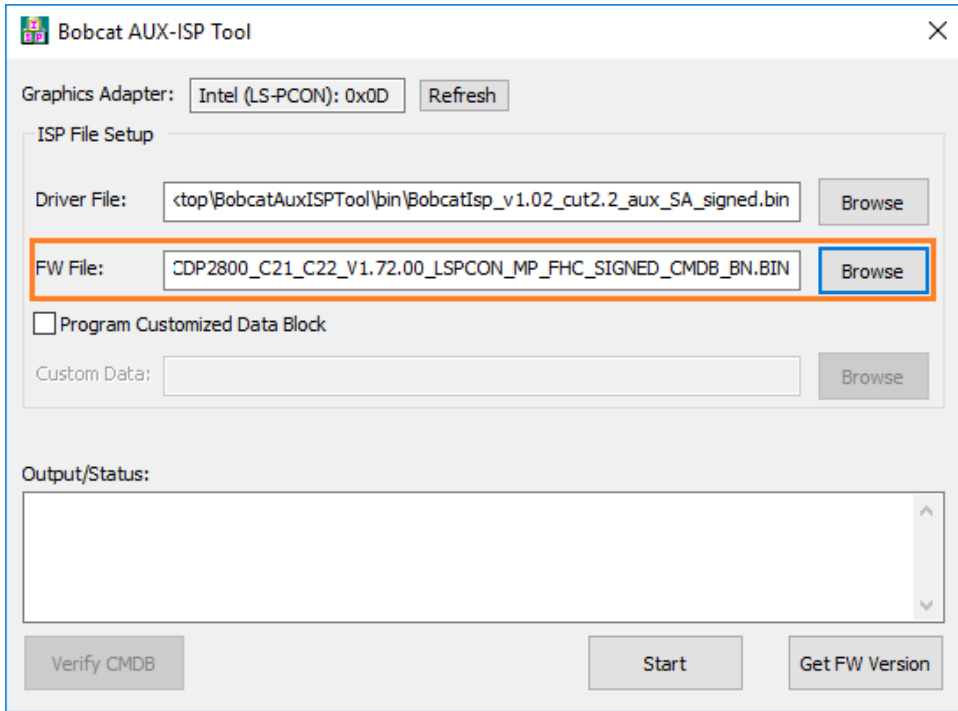 Bobcat AUX-ISP Tool
Graphics Adapter: Intel (LS-PCON): 0x0D Refresh
ISP File Setup
Driver File: top\BobcatAuxISPTool\bin\BobcatIsp_v1.02_cut2.2_aux_SA_signed.bin Browse
FW File: CDP2800_C21_C22_V1.72.00_LSPCON_MP_FHC_SIGNED_CMDB_BN.BIN Browse
Program Customized Data Block
Custom Data: Browse
Output/Status:
Verify CMDB Start Get FW Version